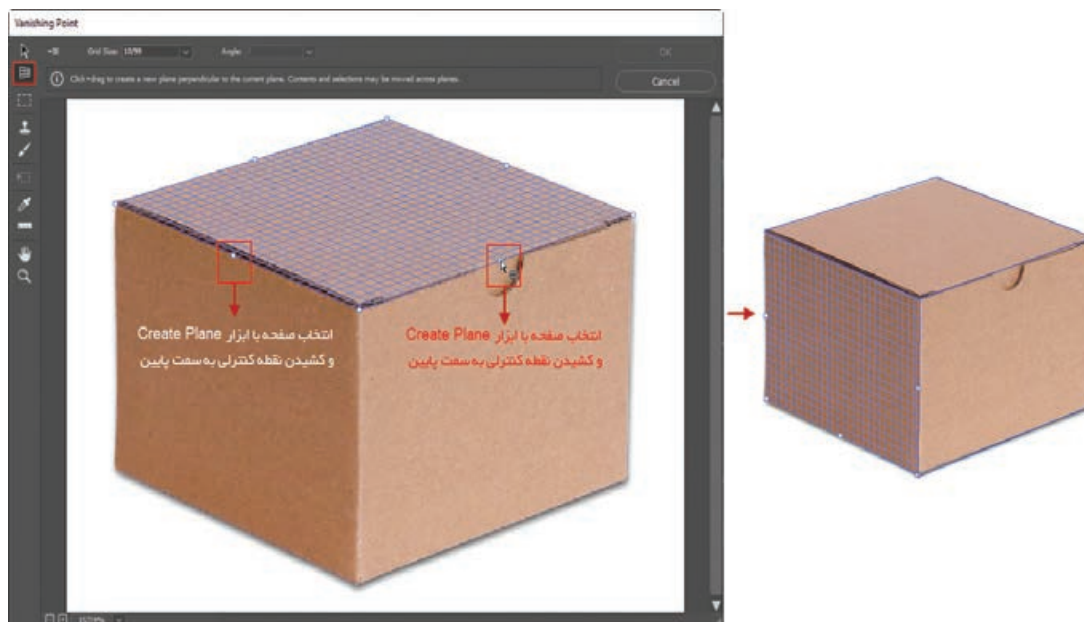 Vanishing Point
Grid Size:
Angle:
OK
Click+drag to create a new plane perpendicular to the current plane. Contents and selections may be moved across planes.
Cancel
انتخاب صفحه با ابزار Create Plane
و کشیدن نقطه کنترلی به سمت پایین
انتخاب صفحه با ابزار Create Plane
و کشیدن نقطه کنترلی به سمت پایین